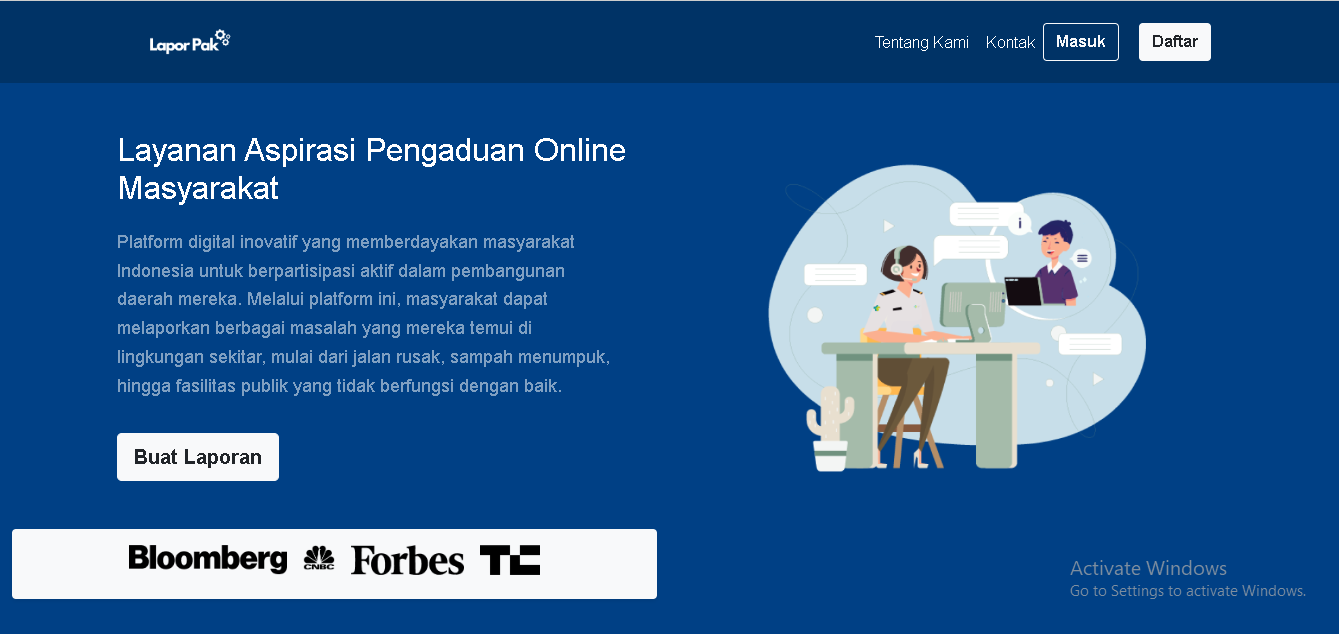 Lapor Pak
Tentang Kami Kontak Masuk Daftar
Layanan Aspirasi Pengaduan Online
Masyarakat
Platform digital inovatif yang memberdayakan masyarakat
Indonesia untuk berpartisipasi aktif dalam pembangunan
daerah mereka. Melalui platform ini, masyarakat dapat
melaporkan berbagai masalah yang mereka temui di
lingkungan sekitar, mulai dari jalan rusak, sampah menumpuk,
hingga fasilitas publik yang tidak berfungsi dengan baik.
i
Buat Laporan
Bloomberg CNBC Forbes TC
Activate Windows
Go to Settings to activate Windows.